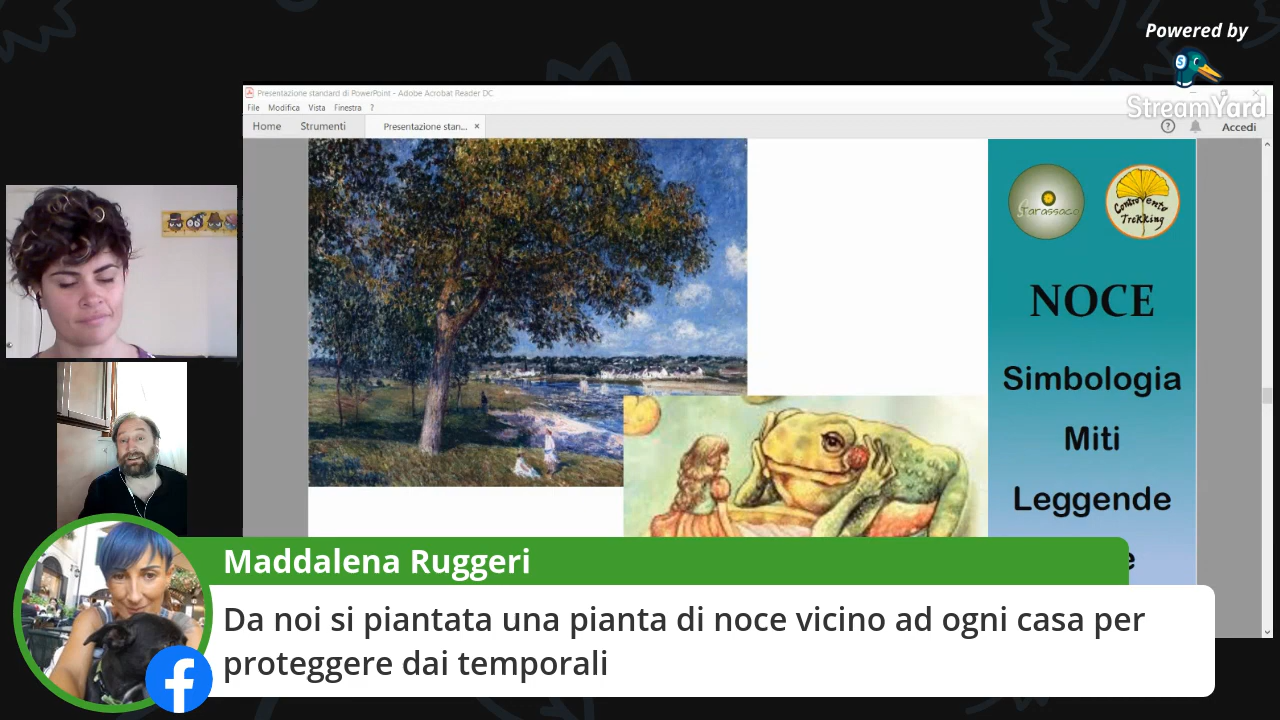 Powered by
StreamYard
Presentazione standard di PowerPoint - Adobe Acrobat Reader DC
File Modifica Vista Finestra ?
Home Strumenti Presentazione stan... × Accedi
Tarassaco
Controvento
Trekking
NOCE
Simbologia
Miti
Leggende
Maddalena Ruggeri
Da noi si piantata una pianta di noce vicino ad ogni casa per
proteggere dai temporali